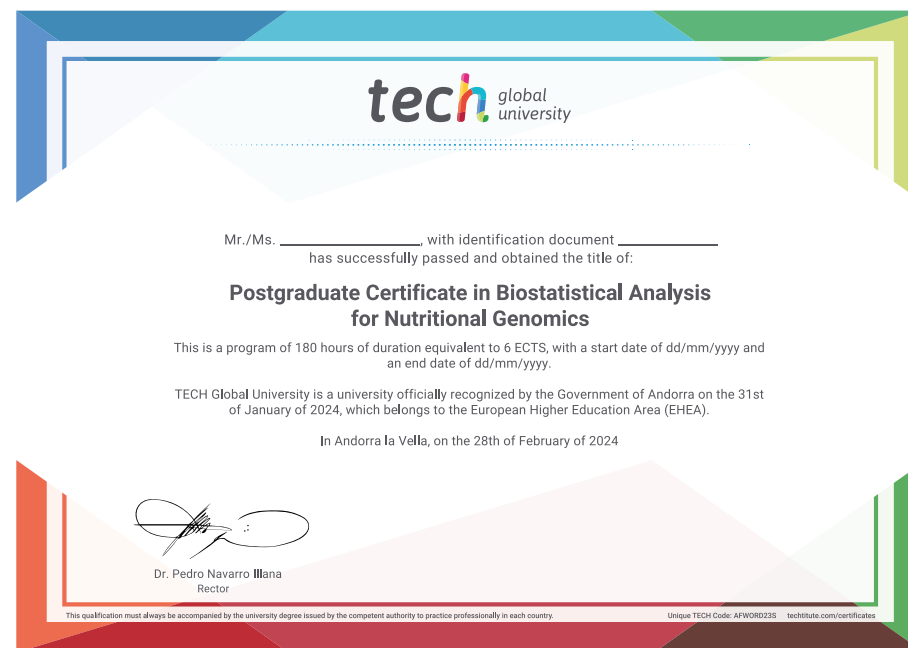 tech global
university
Mr./Ms. ____________, with identification document ____________
has successfully passed and obtained the title of:
Postgraduate Certificate in Biostatistical Analysis
for Nutritional Genomics
This is a program of 180 hours of duration equivalent to 6 ECTS, with a start date of dd/mm/yyyy and
an end date of dd/mm/yyyy.
TECH Global University is a university officially recognized by the Government of Andorra on the 31st
of January of 2024, which belongs to the European Higher Education Area (EHEA).
In Andorra la Vella, on the 28th of February of 2024
Dr. Pedro Navarro Illana
Rector
This qualification must always be accompanied by the university degree issued by the competent authority to practice professionally in each country.
Unique TECH Code: AFWORD23S techtitute.com/certificates